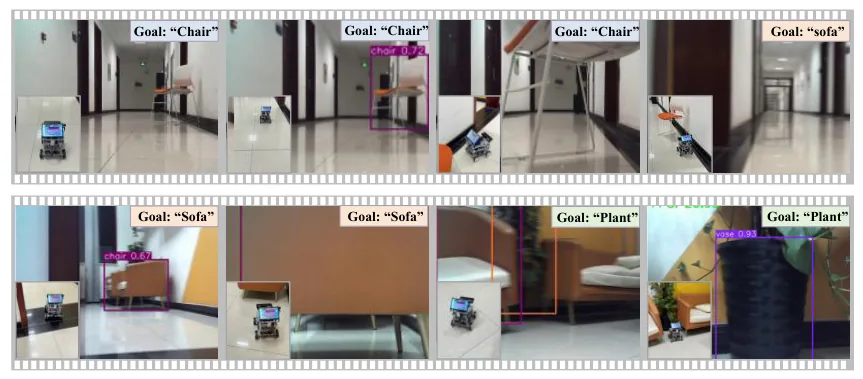 Goal: “Chair”
Goal: “Chair”
chair 0.72
Goal: “Chair”
Goal: “sofa”
Goal: “Sofa”
chair 0.67
Goal: “Sofa”
Goal: “Plant”
Goal: “Plant”
vase 0.93